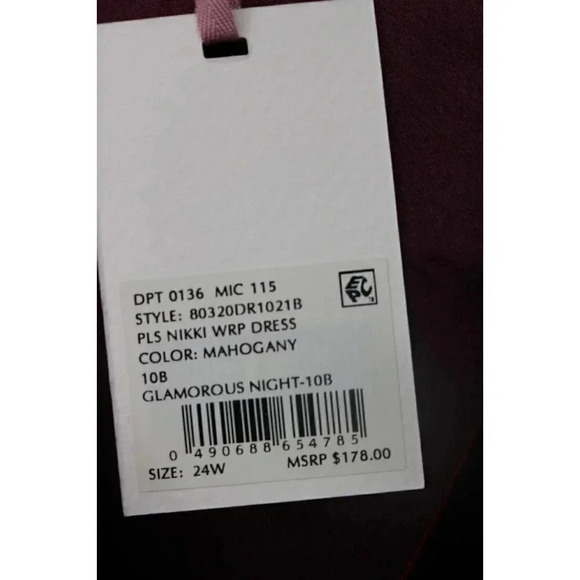 DPT 0136 MIC 115
STYLE: 80320DR1021B
PLS NIKKI WRP DRESS
COLOR: MAHOGANY
10B
GLAMOROUS NIGHT-10B
0 490688 654785
SIZE: 24W MSRP $178.00